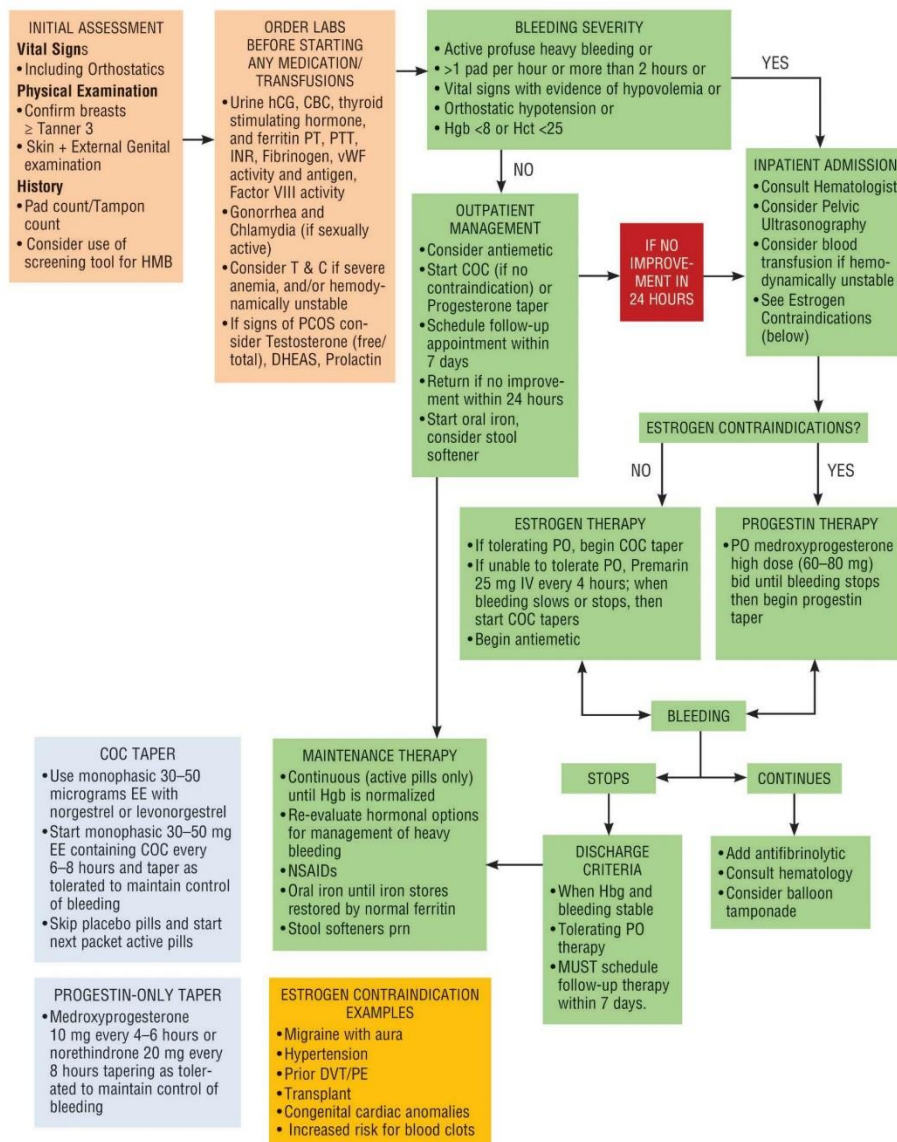 INITIAL ASSESSMENT
Vital Signs
• Including Orthostatics
Physical Examination
• Confirm breasts
≥ Tanner 3
• Skin + External Genital
examination
History
• Pad count/Tampon
count
• Consider use of
screening tool for HMB
ORDER LABS
BEFORE STARTING
ANY MEDICATION/
TRANSFUSIONS
• Urine hCG, CBC, thyroid
stimulating hormone,
and ferritin PT, PTT,
INR, Fibrinogen, vWF
activity and antigen,
Factor VIII activity
• Gonorrhea and
Chlamydia (if sexually
active)
• Consider T & C if severe
anemia, and/or hemody-
namically unstable
• If signs of PCOS con-
sider Testosterone (free/
total), DHEAS, Prolactin
BLEEDING SEVERITY
• Active profuse heavy bleeding or
• >1 pad per hour or more than 2 hours or
• Vital signs with evidence of hypovolemia or
• Orthostatic hypotension or
• Hgb <8 or Hct <25
YES
NO
OUTPATIENT
MANAGEMENT
• Consider antiemetic
• Start COC (if no
contraindication) or
Progesterone taper
• Schedule follow-up
appointment within
7 days
• Return if no improve-
ment within 24 hours
• Start oral iron,
consider stool
softener
IF NO
IMPROVE-
MENT IN
24 HOURS
INPATIENT ADMISSION
• Consult Hematologist
• Consider Pelvic
Ultrasonography
• Consider blood
transfusion if hemo-
dynamically unstable
• See Estrogen
Contraindications
(below)
ESTROGEN CONTRAINDICATIONS?
NO
YES
ESTROGEN THERAPY
• If tolerating PO, begin COC taper
• If unable to tolerate PO, Premarin
25 mg IV every 4 hours; when
bleeding slows or stops, then
start COC tapers
• Begin antiemetic
PROGESTIN THERAPY
• PO medroxyprogesterone
high dose (60–80 mg)
bid until bleeding stops
then begin progestin
taper
BLEEDING
STOPS
CONTINUES
• Add antifibrinolytic
• Consult hematology
• Consider balloon
tamponade
DISCHARGE
CRITERIA
• When Hbg and
bleeding stable
• Tolerating PO
therapy
• MUST schedule
follow-up therapy
within 7 days.
MAINTENANCE THERAPY
• Continuous (active pills only)
until Hgb is normalized
• Re-evaluate hormonal options
for management of heavy
bleeding
• NSAIDs
• Oral iron until iron stores
restored by normal ferritin
• Stool softeners prn
COC TAPER
• Use monophasic 30–50
micrograms EE with
norgestrel or levonorgestrel
• Start monophasic 30–50 mg
EE containing COC every
6–8 hours and taper as
tolerated to maintain control
of bleeding
• Skip placebo pills and start
next packet active pills
PROGESTIN-ONLY TAPER
• Medroxyprogesterone
10 mg every 4–6 hours or
norethindrone 20 mg every
8 hours tapering as toler-
ated to maintain control of
bleeding
ESTROGEN CONTRAINDICATION
EXAMPLES
• Migraine with aura
• Hypertension
• Prior DVT/PE
• Transplant
• Congenital cardiac anomalies
• Increased risk for blood clots